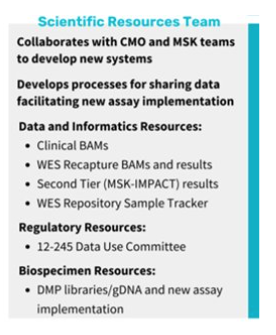 Scientific Resources Team
Collaborates with CMO and MSK teams
to develop new systems
Develops processes for sharing data
facilitating new assay implementation
Data and Informatics Resources:
• Clinical BAMs
• WES Recapture BAMs and results
• Second Tier (MSK-IMPACT) results
• WES Repository Sample Tracker
Regulatory Resources:
• 12-245 Data Use Committee
Biospecimen Resources:
• DMP libraries/gDNA and new assay
implementation